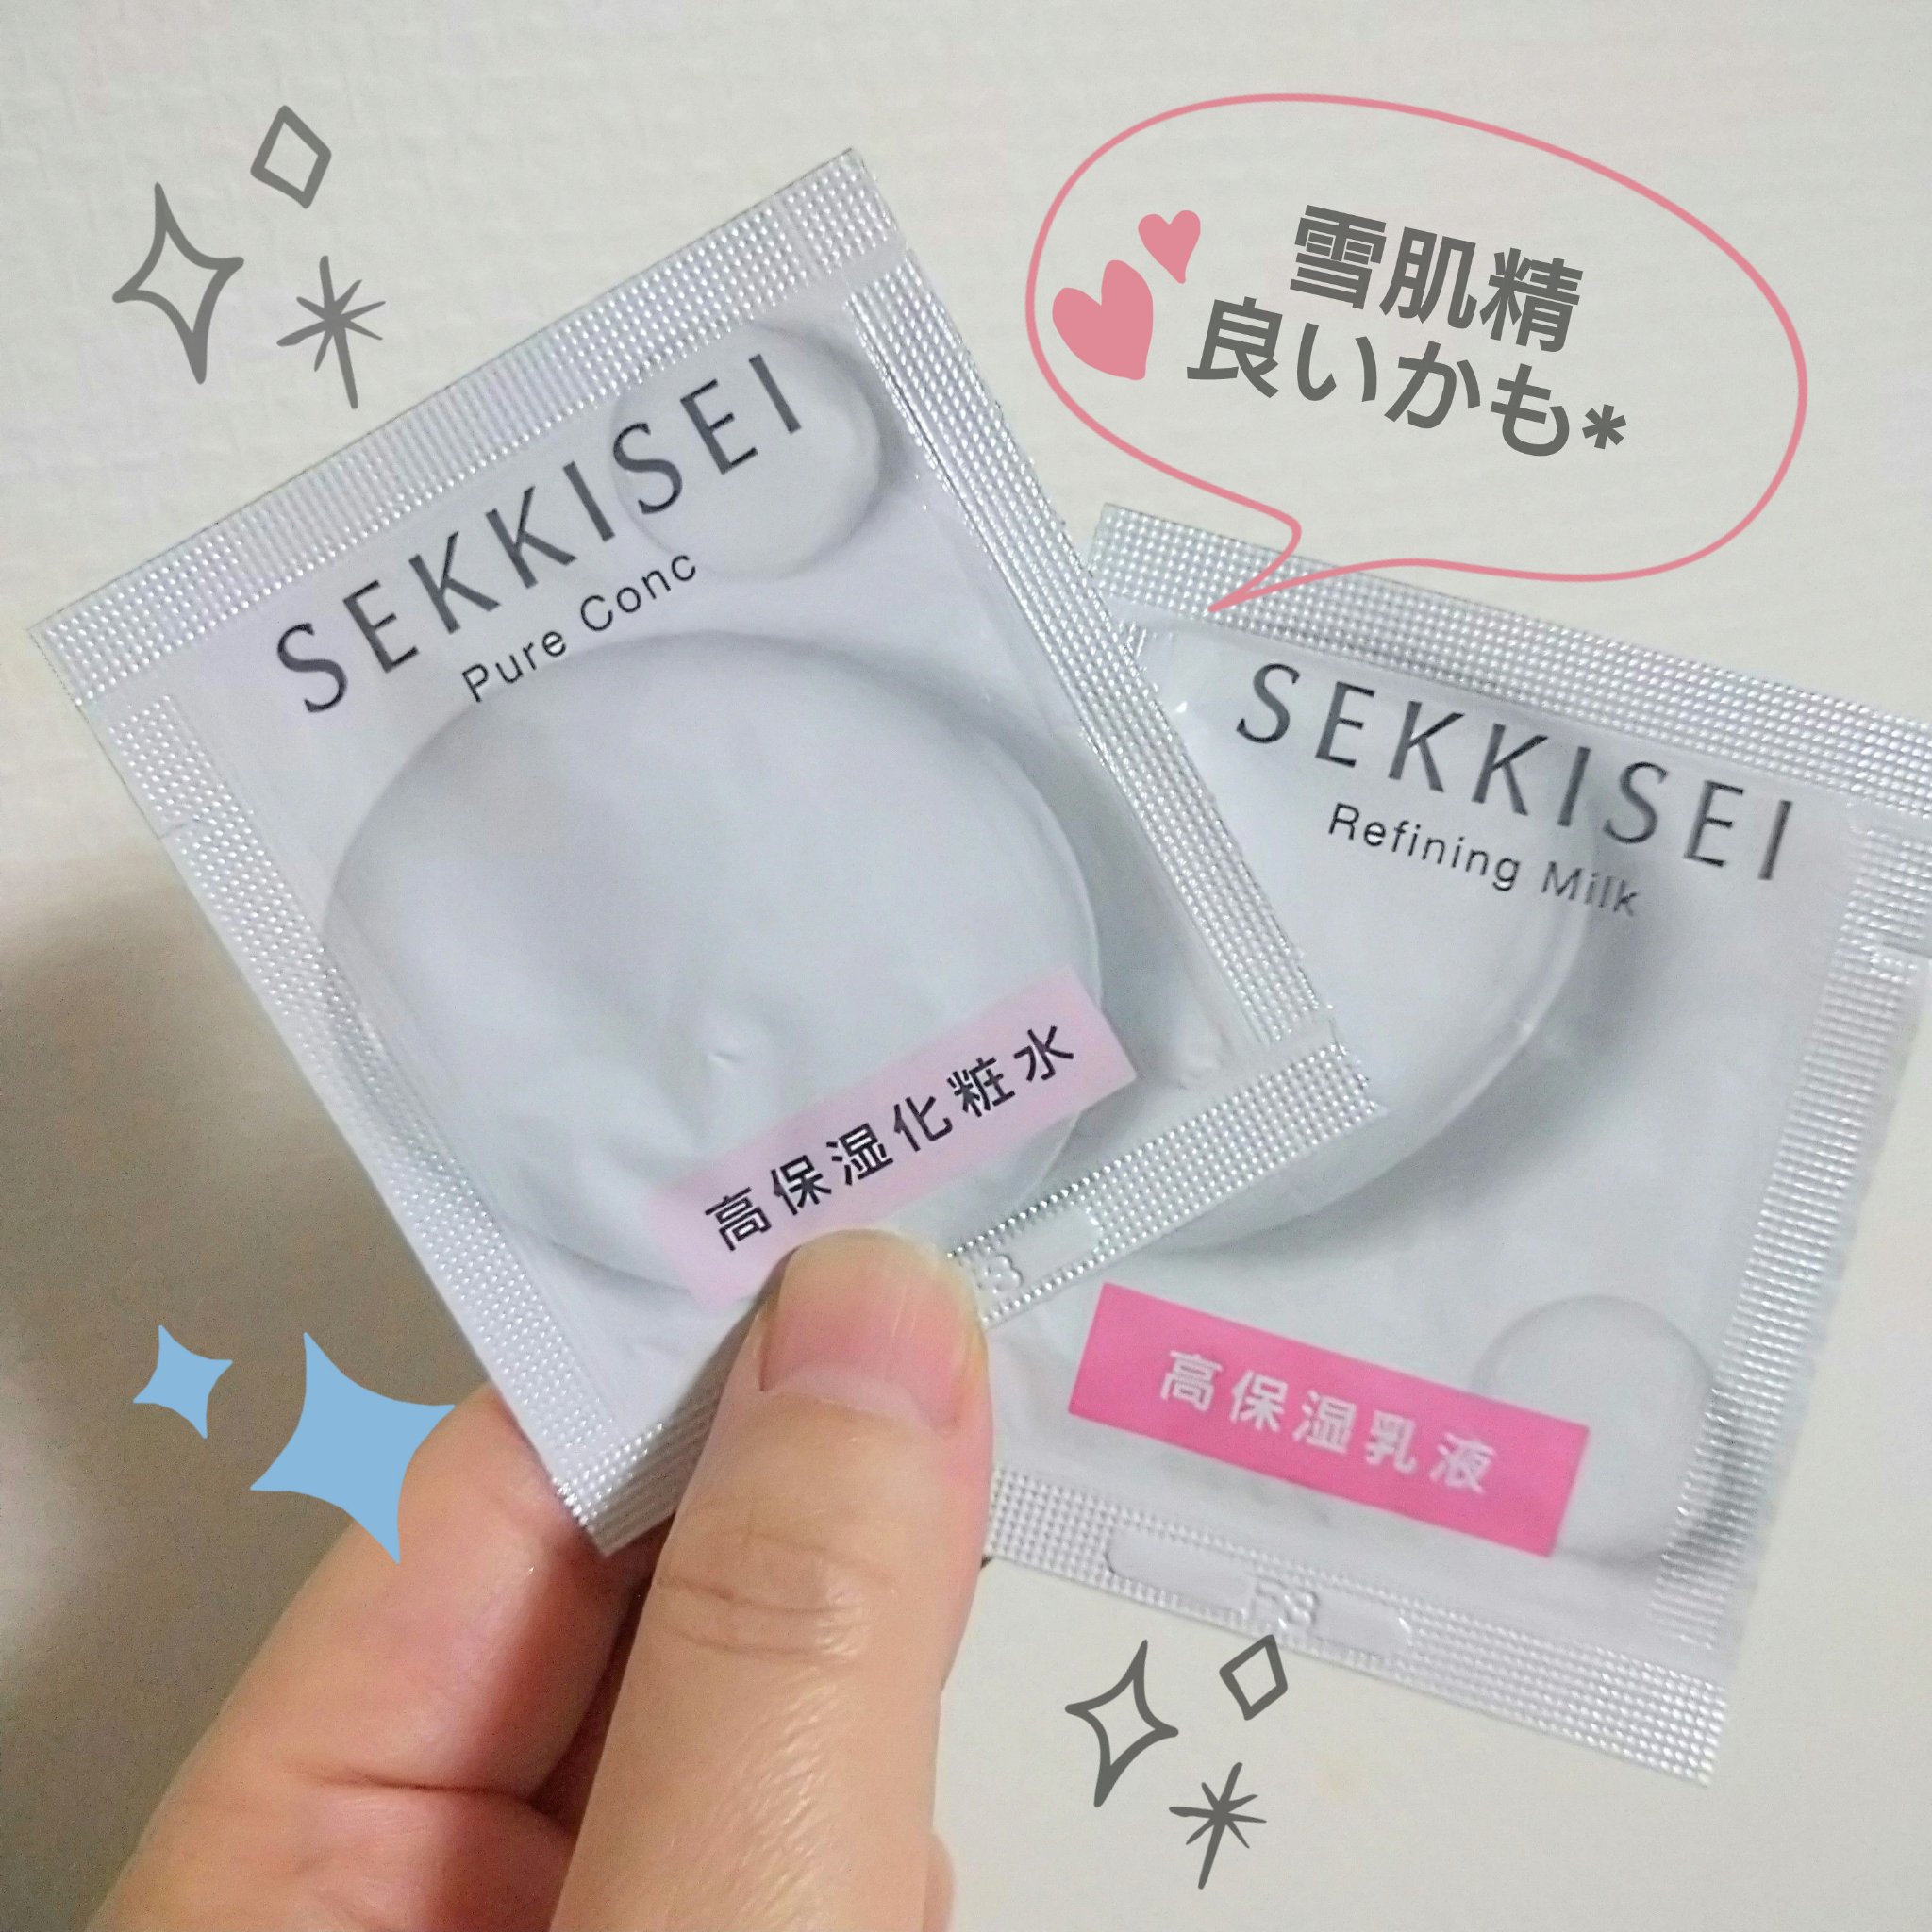 雪肌精
良いかも*
SEKKISEI
Pure Conc
高保湿化粧水
SEKKISEI
Refining Milk
高保湿乳液
F3